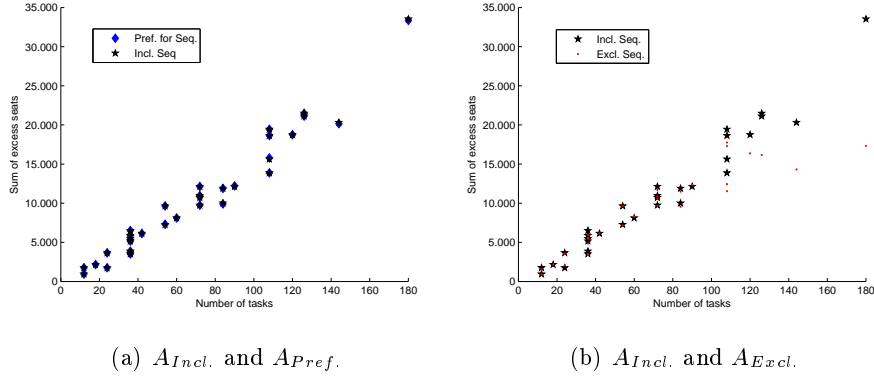 35.000
30.000
25.000
20.000
15.000
10.000
5.000
0
Sum of excess seats
Pref. for Seq.
Incl. Seq
0 20 40 60 80 100 120 140 160 180
Number of tasks
(a) A_Incl. and A_Pref.
35.000
30.000
25.000
20.000
15.000
10.000
5.000
0
Sum of excess seats
Incl. Seq.
Excl. Seq.
0 20 40 60 80 100 120 140 160 180
Number of tasks
(b) A_Incl. and A_Excl.